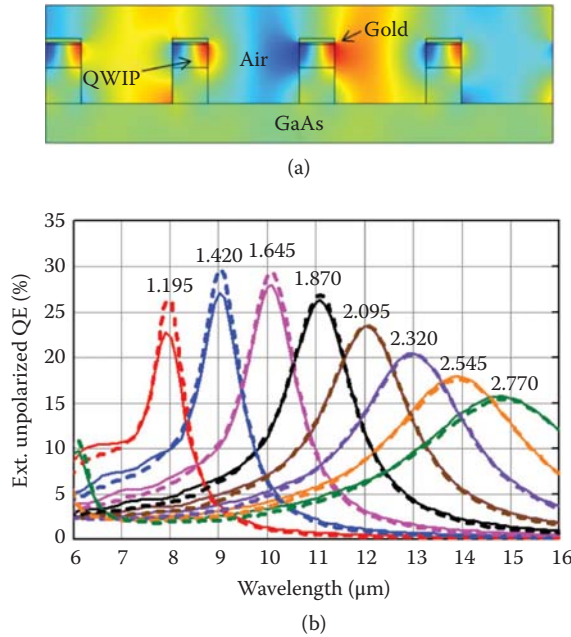 Gold
Air
QWIP
GaAs
(a)
Ext. unpolarized QE (%)
35
30
25
20
15
10
5
0
1.195
1.420
1.645
1.870
2.095
2.320
2.545
2.770
6 7 8 9 10 11 12 13 14 15 16
Wavelength (μm)
(b)